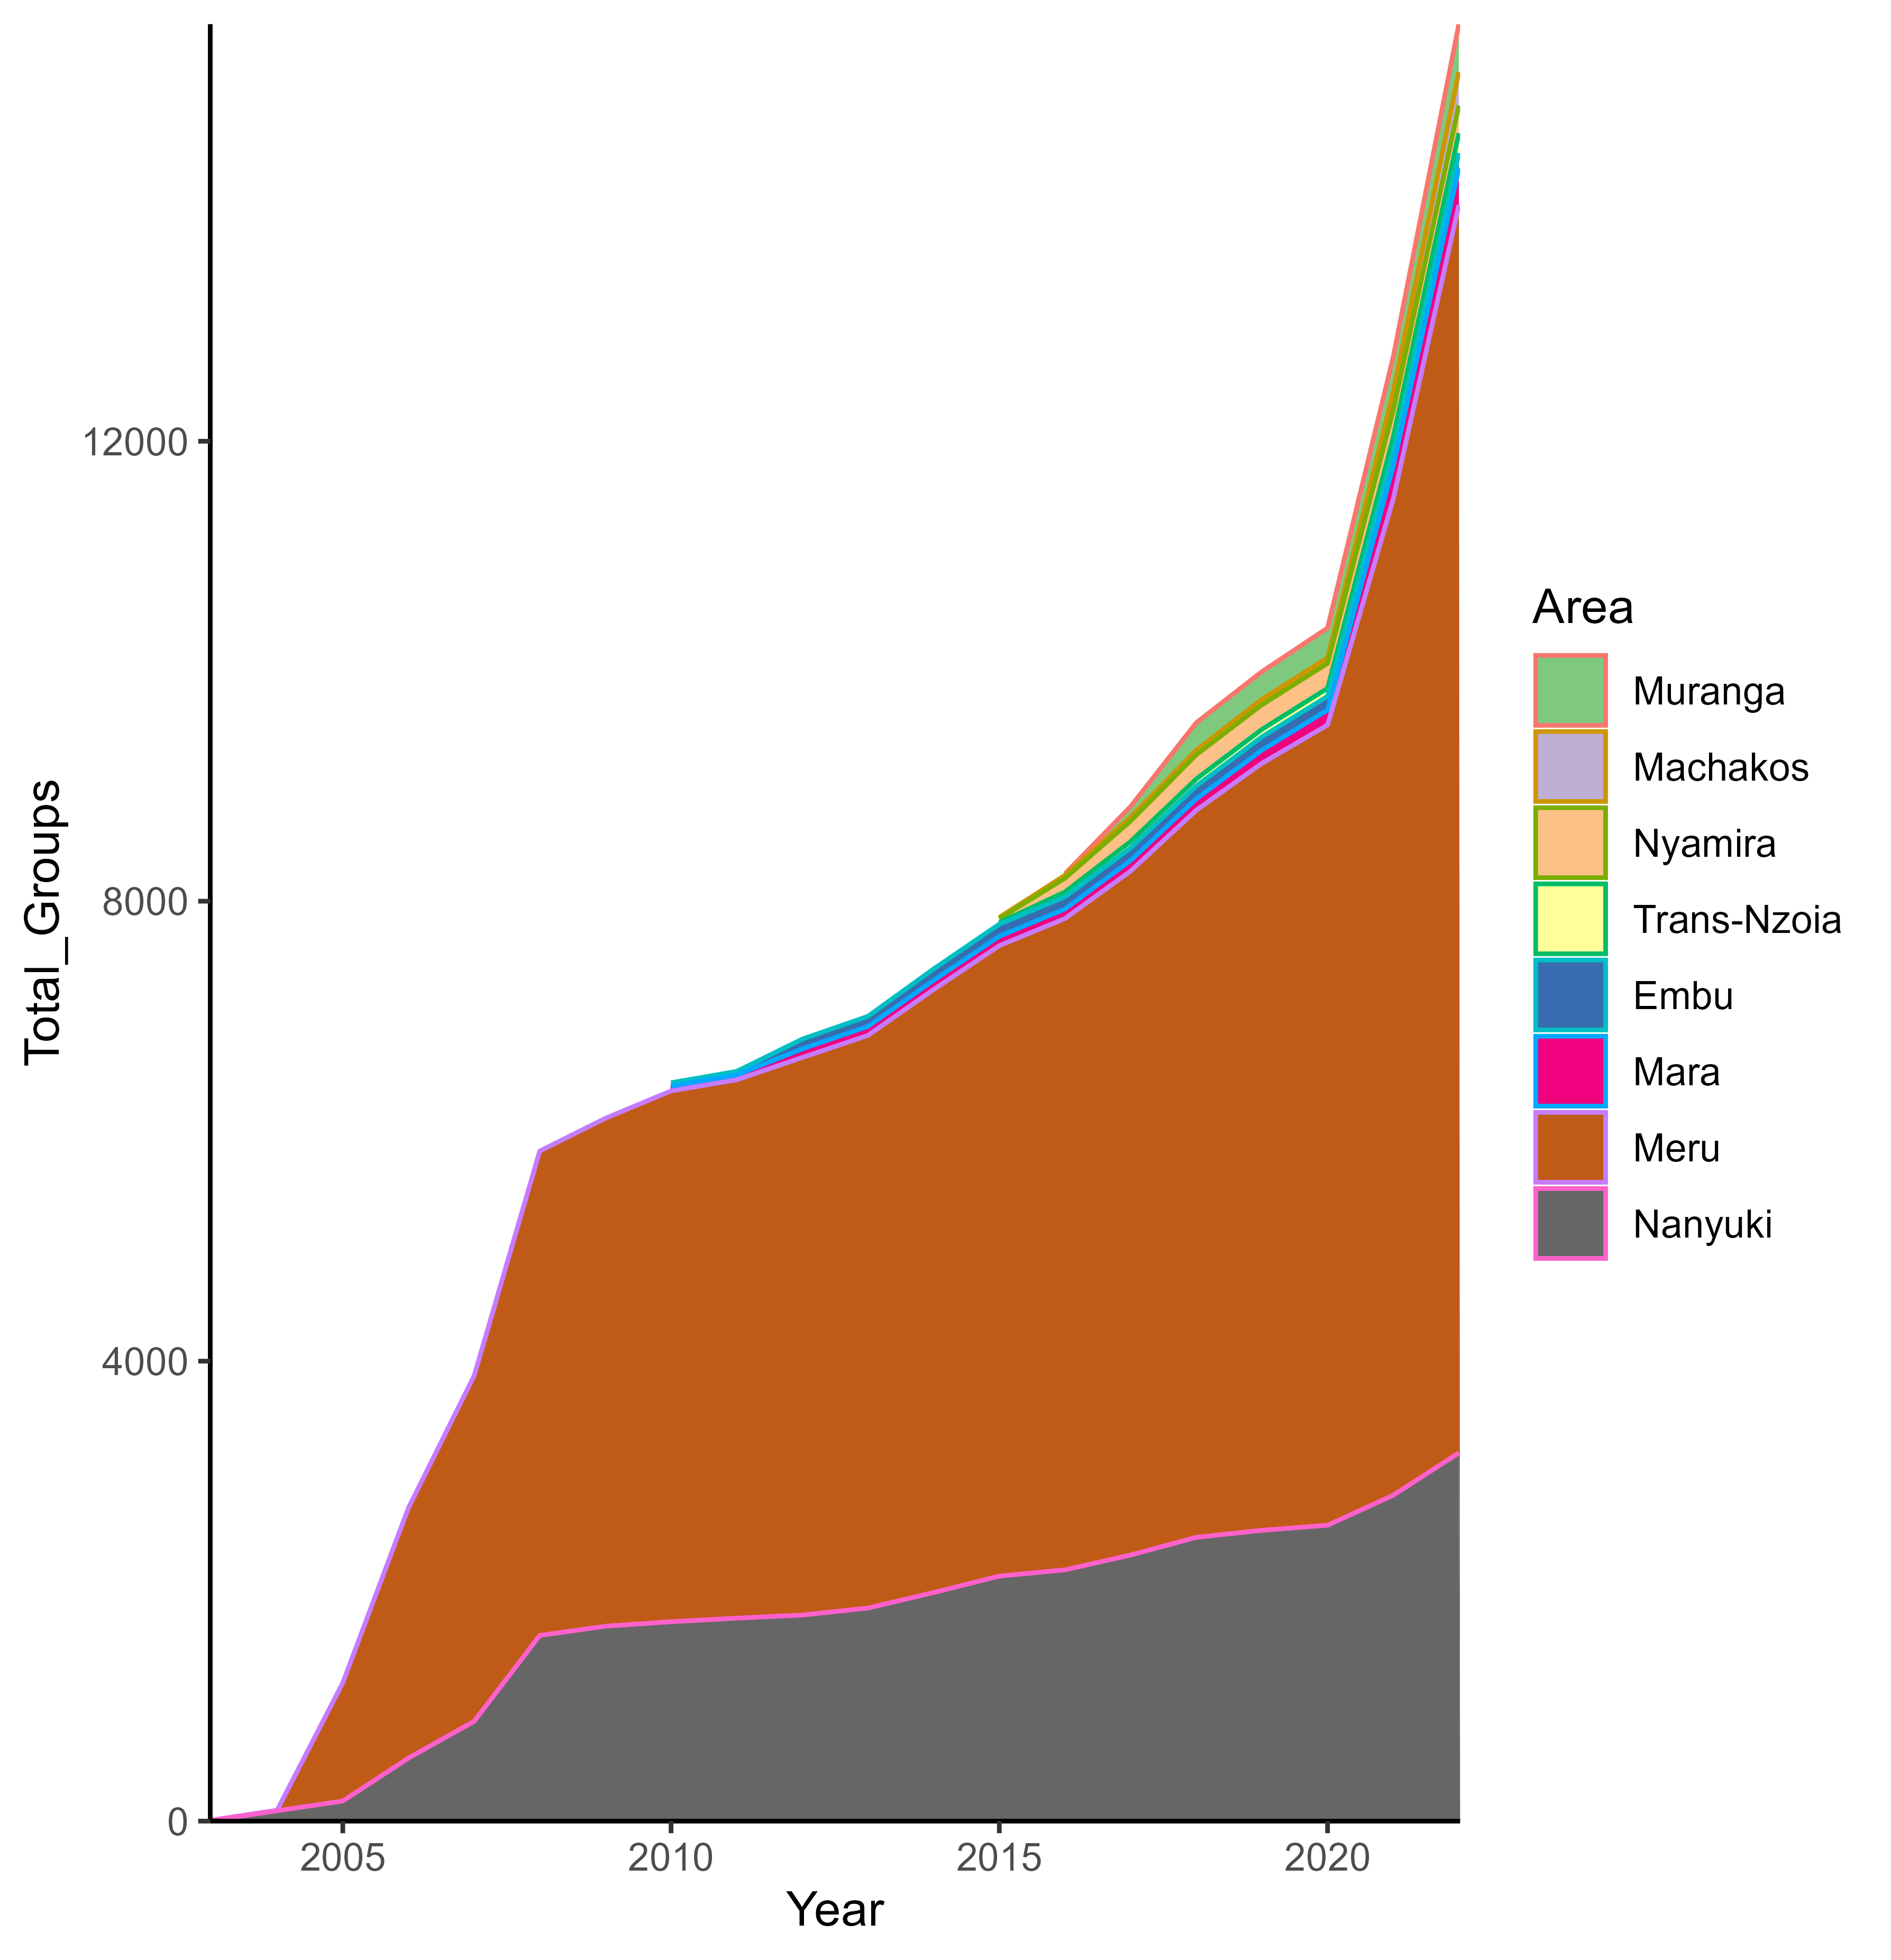 Total_Groups
12000
8000
4000
0
2005
2010
2015
2020
Year
Area
Muranga
Machakos
Nyamira
Trans-Nzoia
Embu
Mara
Meru
Nanyuki